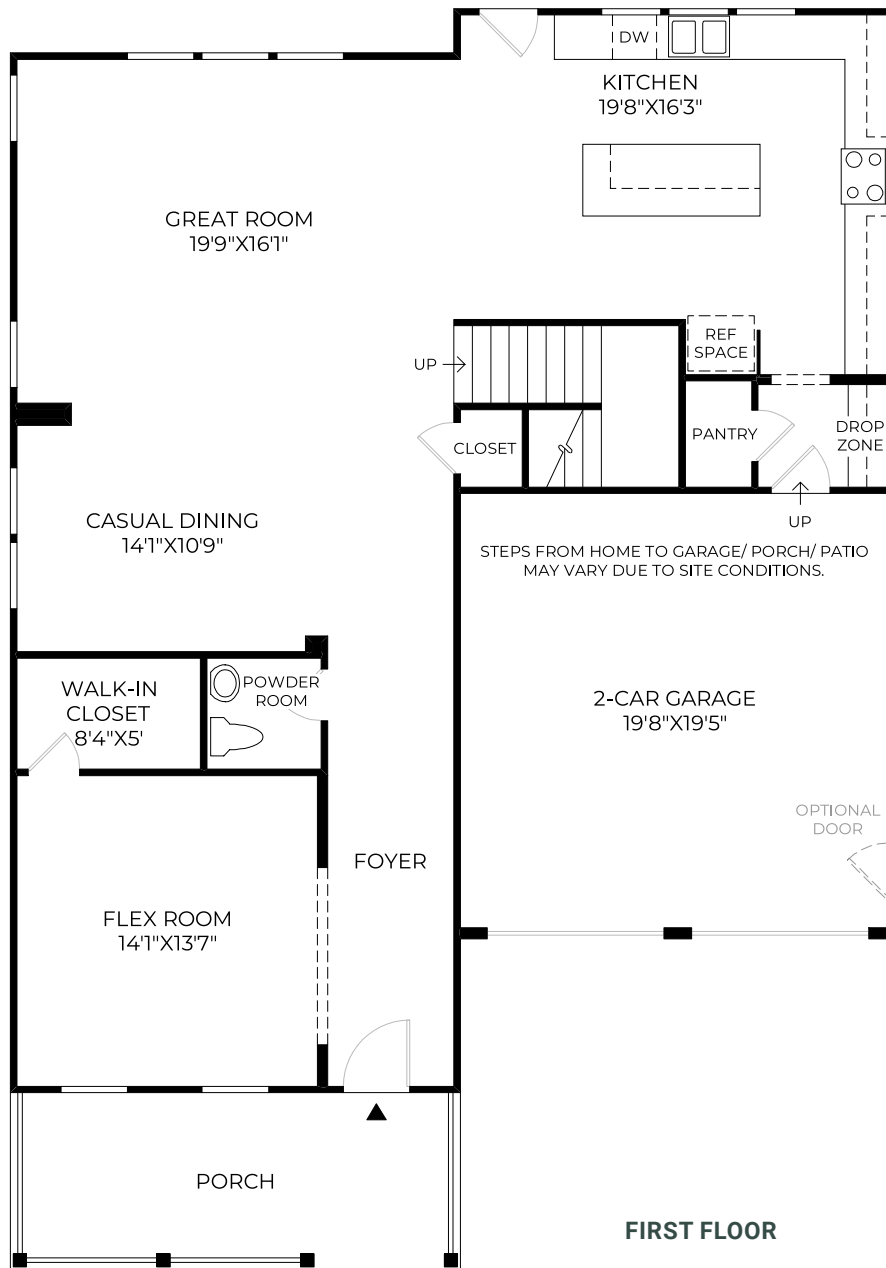 DW
KITCHEN
19'8"X16'3"
GREAT ROOM
19'9"X16'1"
UP
REF
SPACE
CLOSET
PANTRY
DROP
ZONE
UP
CASUAL DINING
14'1"X10'9"
STEPS FROM HOME TO GARAGE/ PORCH/ PATIO
MAY VARY DUE TO SITE CONDITIONS.
WALK-IN
CLOSET
8'4"X5'
POWDER
ROOM
2-CAR GARAGE
19'8"X19'5"
OPTIONAL
DOOR
FOYER
FLEX ROOM
14'1"X13'7"
PORCH
FIRST FLOOR